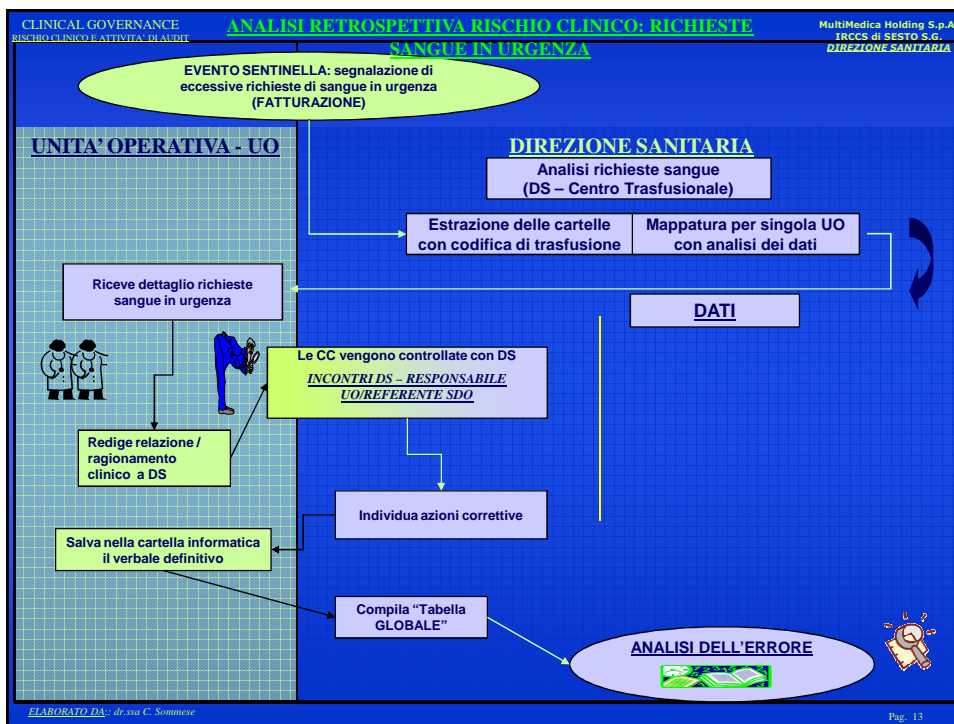 CLINICAL GOVERNANCE
RISCHIO CLINICO E ATTIVITA' DI AUDIT
ANALISI RETROSPETTIVA RISCHIO CLINICO: RICHIESTE
SANGUE IN URGENZA
MultiMedica Holding S.p.A
IRCCS di SESTO S.G.
DIREZIONE SANITARIA
EVENTO SENTINELLA: segnalazione di
eccessive richieste di sangue in urgenza
(FATTURAZIONE)
UNITA' OPERATIVA - UO
DIREZIONE SANITARIA
Analisi richieste sangue
(DS – Centro Trasfusionale)
Estrazione delle cartelle
con codifica di trasfusione
Mappatura per singola UO
con analisi dei dati
Riceve dettaglio richieste
sangue in urgenza
DATI
Le CC vengono controllate con DS
INCONTRI DS – RESPONSABILE
UO/REFERENTE SDO
Redige relazione /
ragionamento
clinico a DS
Individua azioni correttive
Salva nella cartella informatica
il verbale definitivo
Compila "Tabella
GLOBALE"
ANALISI DELL'ERRORE
ELABORATO DA:: dr.ssa C. Sommese
Pag. 13